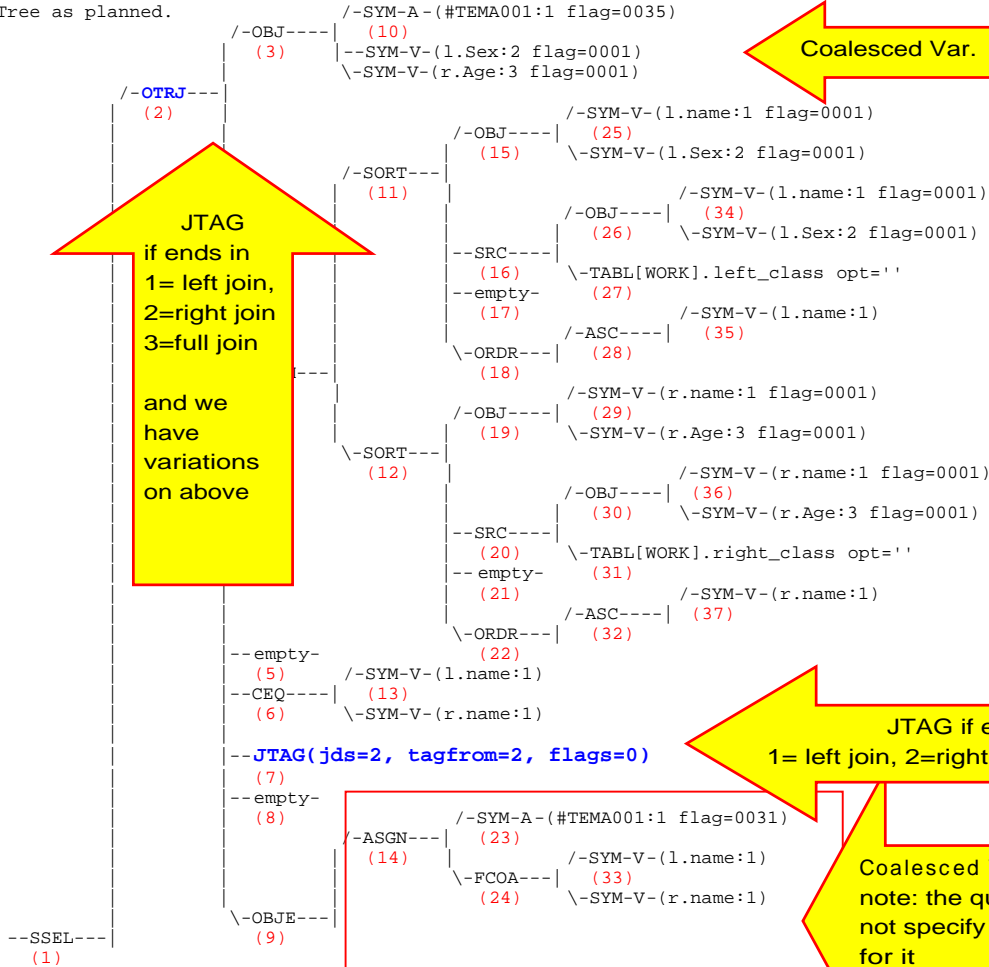 Tree as planned.
/-SYM-A-(#TEMA001:1 flag=0035)
/-OBJ----| (10)
(3) |--SYM-V-(l.Sex:2 flag=0001)
\-SYM-V-(r.Age:3 flag=0001)
Coalesced Var.
/-OTRJ---|
(2)
/-SYM-V-(l.name:1 flag=0001)
/-OBJ----| (25)
(15) \-SYM-V-(l.Sex:2 flag=0001)
/-SORT---|
(11)
/-SYM-V-(l.name:1 flag=0001)
/-OBJ----| (34)
(26) \-SYM-V-(l.Sex:2 flag=0001)
--SRC----|
(16) \-TABL[WORK].left_class opt=''
--empty- (27)
(17) /-SYM-V-(l.name:1)
/-ASC----| (35)
\-ORDR---| (28)
(18)
JTAG
if ends in
1= left join,
2=right join
3=full join
and we
have
variations
on above
---|
/-SYM-V-(r.name:1 flag=0001)
/-OBJ----| (29)
(19) \-SYM-V-(r.Age:3 flag=0001)
\-SORT---|
(12)
/-SYM-V-(r.name:1 flag=0001)
/-OBJ----| (36)
(30) \-SYM-V-(r.Age:3 flag=0001)
--SRC----|
(20) \-TABL[WORK].right_class opt=''
--empty- (31)
(21) /-SYM-V-(r.name:1)
/-ASC----| (37)
\-ORDR---| (32)
(22)
--empty-
(5) /-SYM-V-(l.name:1)
--CEQ----| (13)
(6) \-SYM-V-(r.name:1)
--JTAG(jds=2, tagfrom=2, flags=0)
(7)
JTAG if
1= left join, 2=right
--empty-
(8)
/-SYM-A-(#TEMA001:1 flag=0031)
/-ASGN---| (23)
(14) /-SYM-V-(l.name:1)
\-FCOA---| (33)
(24) \-SYM-V-(r.name:1)
Coalesced
note: the
not specify
for it
\-OBJE---|
(9)
--SSEL---|
(1)